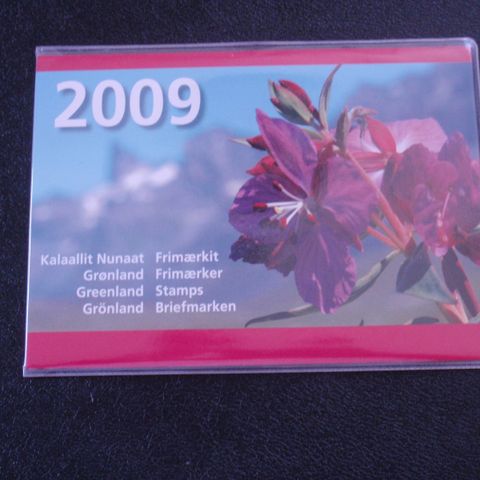 2009
Kalaallit Nunaat Frimærkit
Grønland Frimærker
Greenland Stamps
Grönland Briefmarken